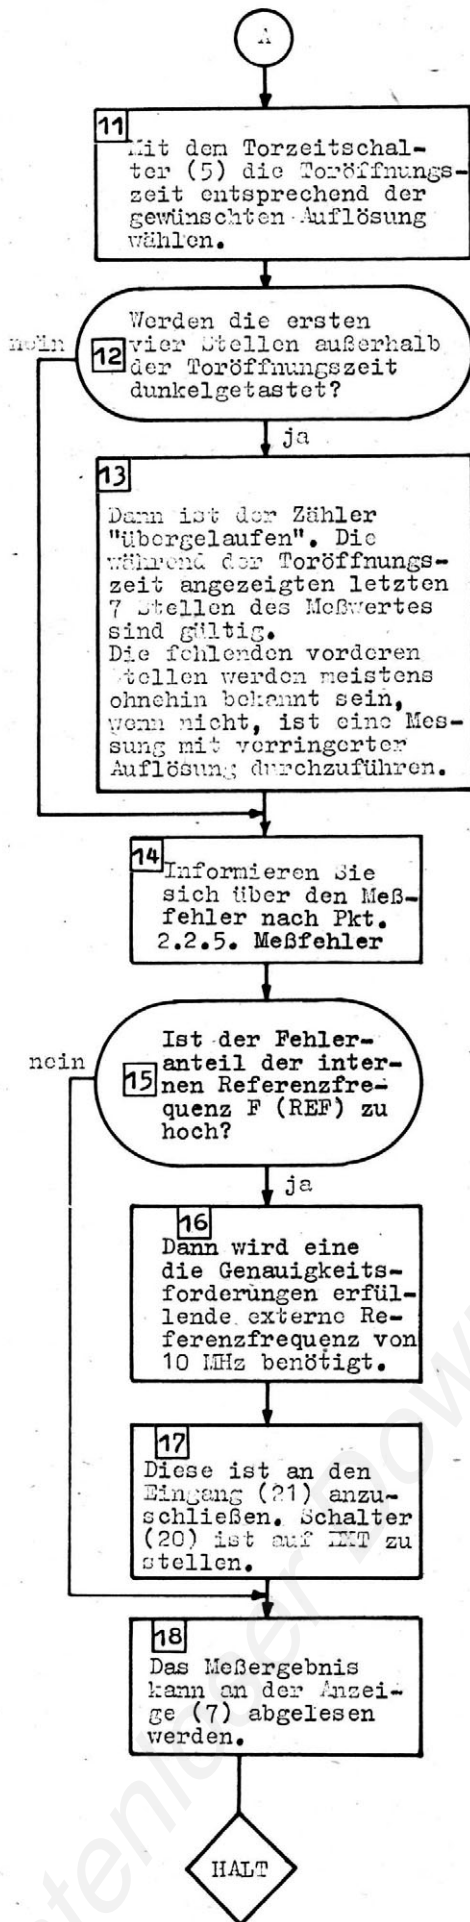 A
11
Mit dem Torzeitschal-
ter (5) die Toröffnungs-
zeit entsprechend der
gewünschten Auflösung
wählen.
nein
12
Werden die ersten
vier Stellen außerhalb
der Toröffnungszeit
dunkelgetastet?
ja
13
Dann ist der Zähler
"übergelaufen". Die
während der Toröffnungs-
zeit angezeigten letzten
7 Stellen des Meßwertes
sind gültig.
Die fehlenden vorderen
Stellen werden meistens
ohnehin bekannt sein,
wenn nicht, ist eine Mes-
sung mit verringerter
Auflösung durchzuführen.
14
Informieren Sie
sich über den Meß-
fehler nach Pkt.
2.2.5. Meßfehler
nein
15
Ist der Fehler-
anteil der inter-
nen Referenzfre-
quenz F (REF) zu
hoch?
ja
16
Dann wird eine
die Genauigkeits-
forderungen erfül-
lende externe Re-
ferenzfrequenz von
10 MHz benötigt.
17
Diese ist an den
Eingang (21) anzu-
schließen. Schalter
(20) ist auf EXT zu
stellen.
18
Das Meßergebnis
kann an der Anzei-
ge (7) abgelesen
werden.
HALT